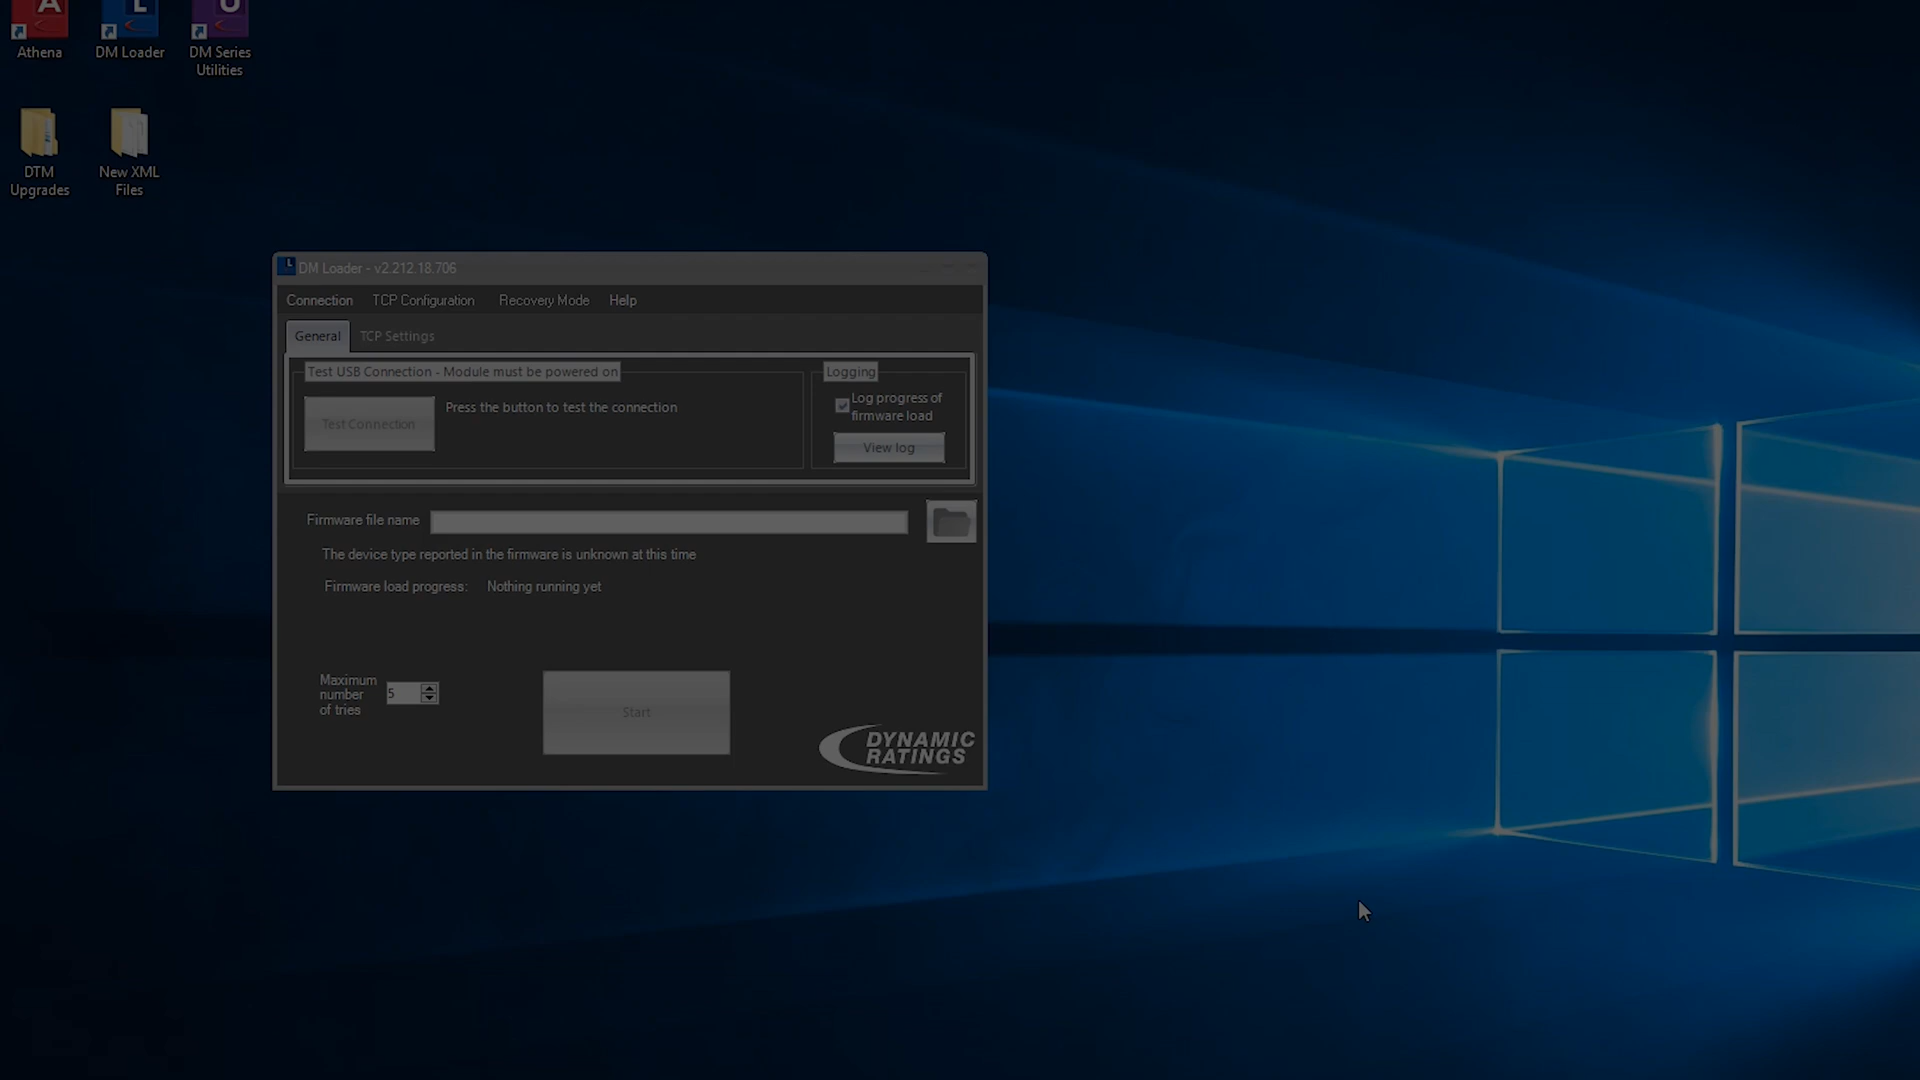 A
L
U
Athena
DM Loader
DM Series
Utilities
DTM
Upgrades
New XML
Files
L
DM Loader - v2.212.18.706
Connection
TCP Configuration
Recovery Mode
Help
General
TCP Settings
Test USB Connection - Module must be powered on
Logging
Test Connection
Press the button to test the connection
Log progress of
firmware load
View log
Firmware file name
The device type reported in the firmware is unknown at this time
Firmware load progress:
Nothing running yet
Maximum
number
of tries
5
Start
DYNAMIC
RATINGS